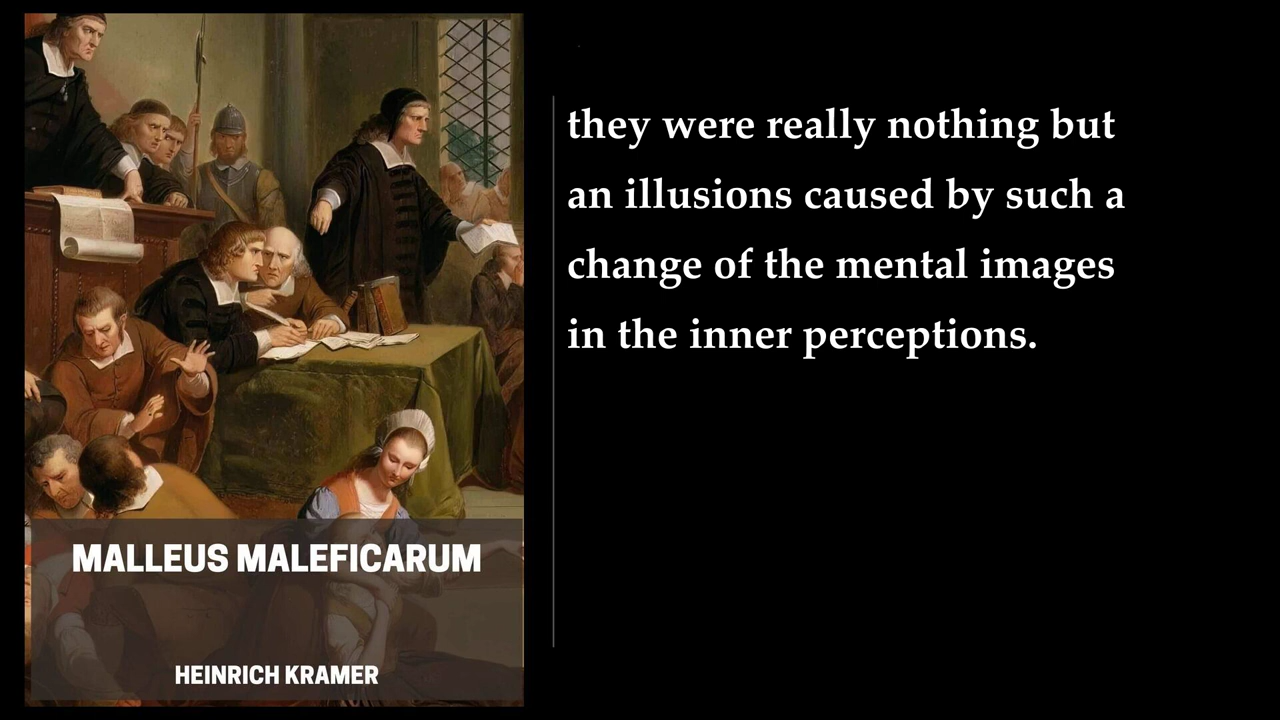 MALLEUS MALEFICARUM
HEINRICH KRAMER
they were really nothing but
an illusions caused by such a
change of the mental images
in the inner perceptions.